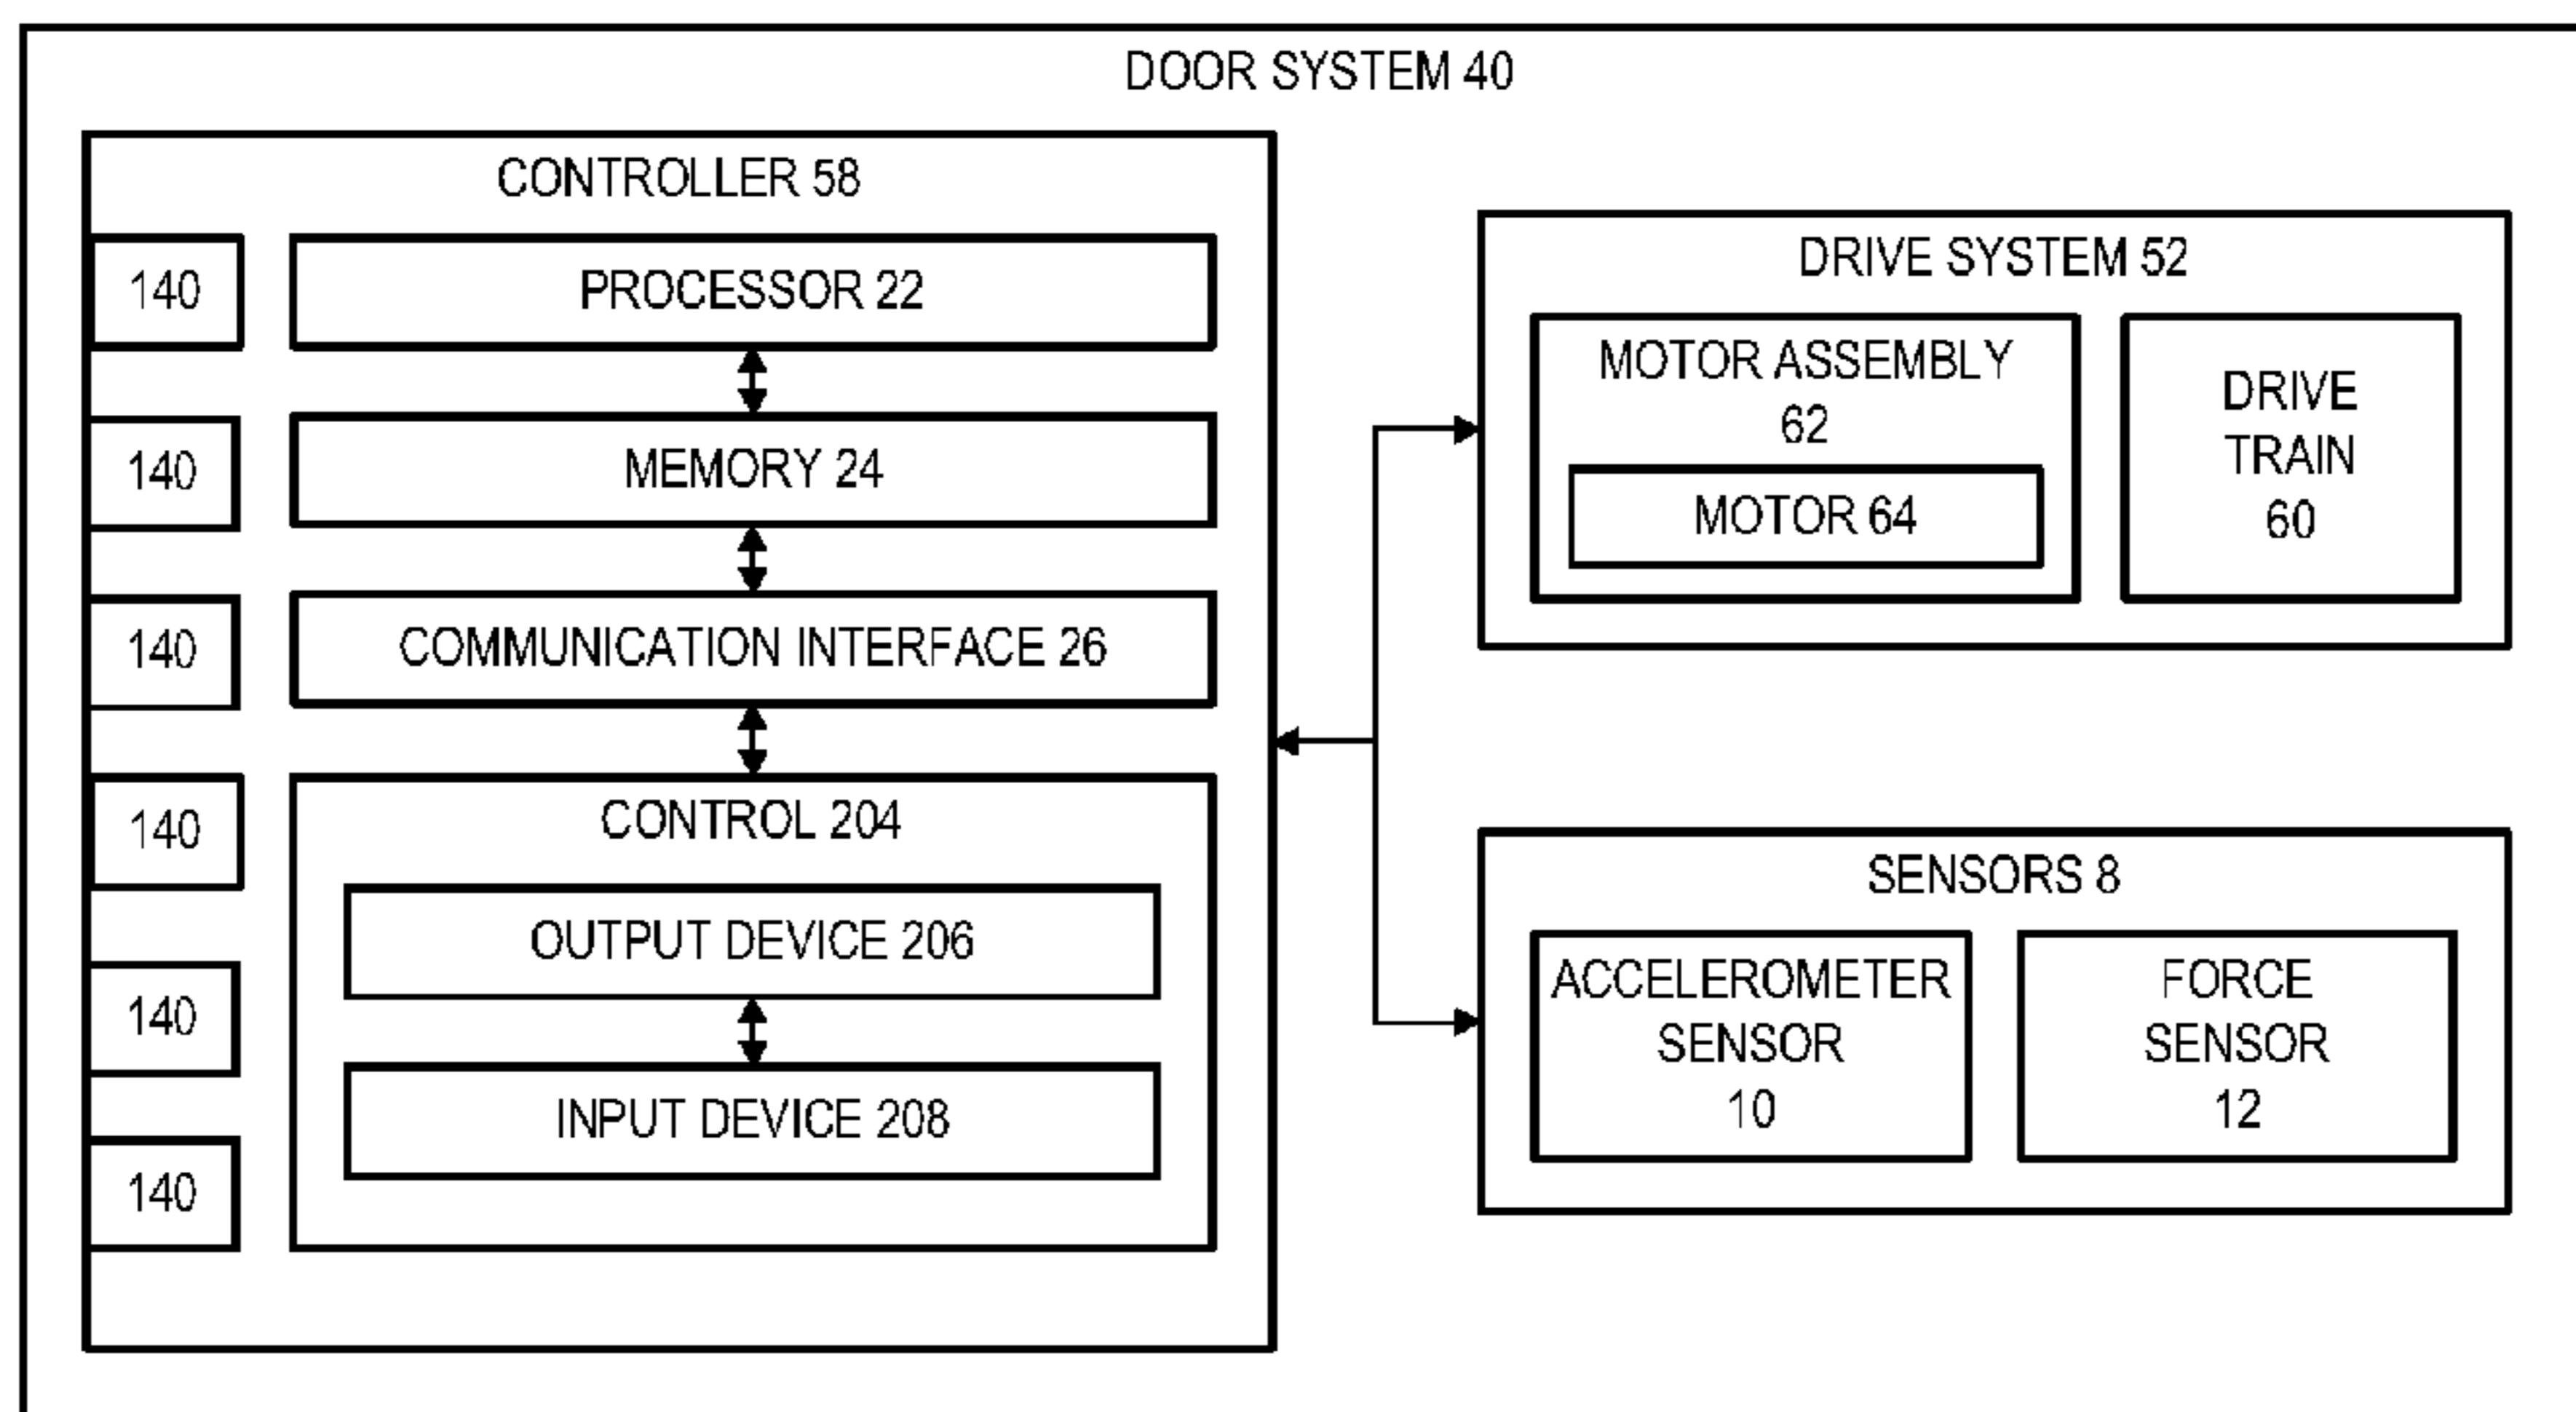 DOOR SYSTEM 40
CONTROLLER 58
140
PROCESSOR 22
140
MEMORY 24
140
COMMUNICATION INTERFACE 26
140
CONTROL 204
140
OUTPUT DEVICE 206
140
INPUT DEVICE 208
DRIVE SYSTEM 52
MOTOR ASSEMBLY
62
MOTOR 64
DRIVE
TRAIN
60
SENSORS 8
ACCELEROMETER
SENSOR
10
FORCE
SENSOR
12